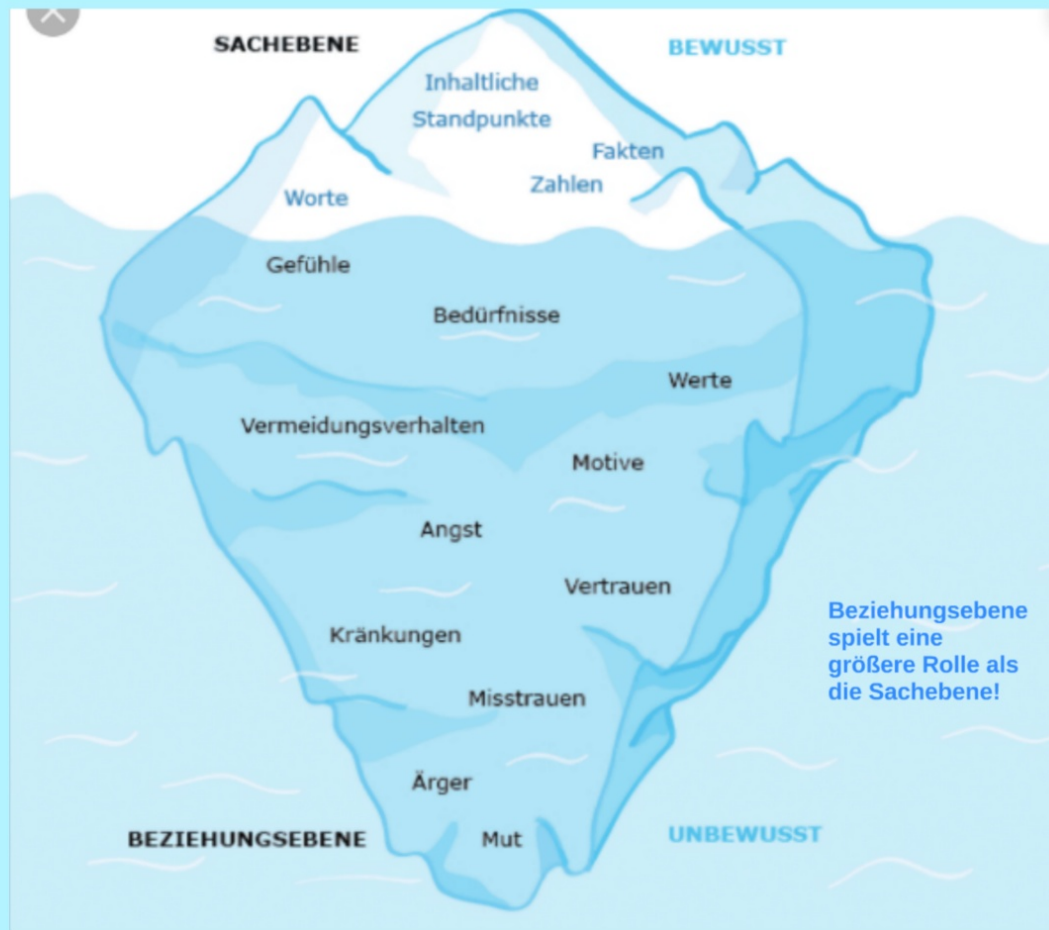 SACHEBENE
BEWUSST
Inhaltliche
Standpunkte
Fakten
Zahlen
Worte
Gefühle
Bedürfnisse
Werte
Vermeidungsverhalten
Motive
Angst
Vertrauen
Beziehungsebene
spielt eine
größere Rolle als
die Sachebene!
Kränkungen
Misstrauen
Ärger
BEZIEHUNGSEBENE
Mut
UNBEWUSST